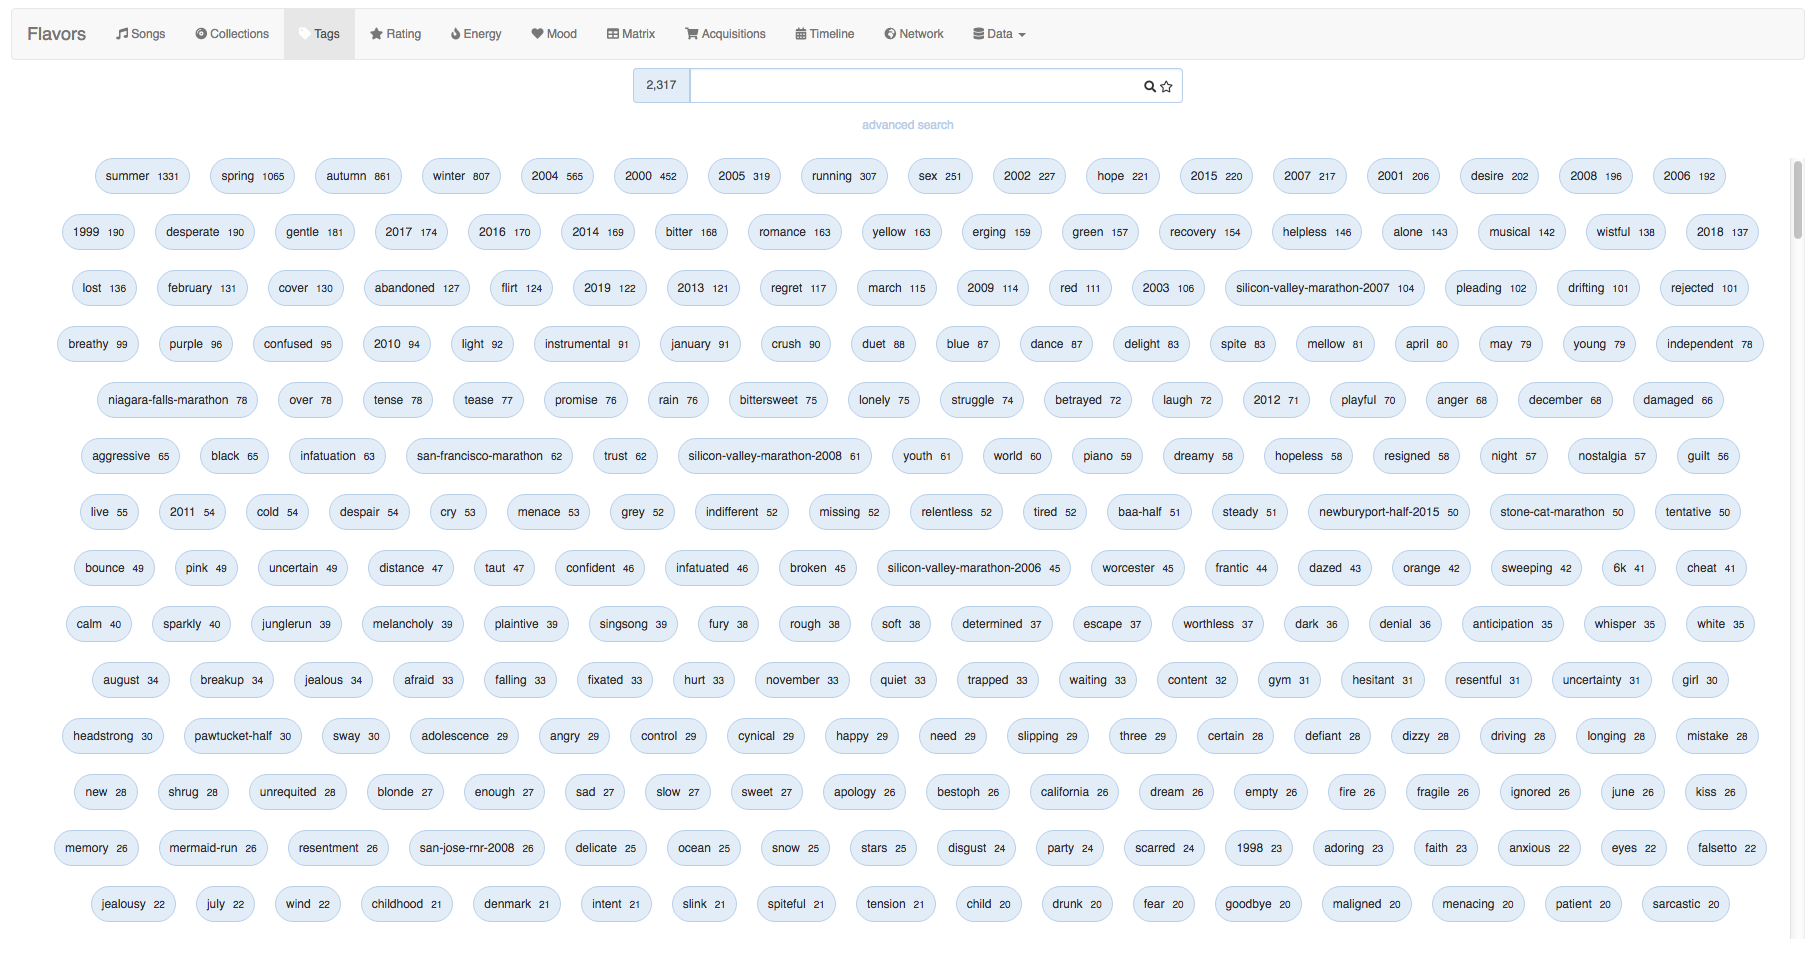 Flavors Songs Collections Tags Rating Energy Mood Matrix Acquisitions Timeline Network Data
2,317
advanced search
summer 1331 spring 1065 autumn 861 winter 807 2004 565 2000 452 2005 319 running 307 sex 251 2002 227 hope 221 2015 220 2007 217 2001 206 desire 202 2008 196 2006 192
1999 190 desperate 190 gentle 181 2017 174 2016 170 2014 169 bitter 168 romance 163 yellow 163 erging 159 green 157 recovery 154 helpless 146 alone 143 musical 142 wistful 138 2018 137
lost 136 february 131 cover 130 abandoned 127 flirt 124 2019 122 2013 121 regret 117 march 115 2009 114 red 111 2003 106 silicon-valley-marathon-2007 104 pleading 102 drifting 101 rejected 101
breathy 99 purple 96 confused 95 2010 94 light 92 instrumental 91 january 91 crush 90 duet 88 blue 87 dance 87 delight 83 spite 83 mellow 81 april 80 may 79 young 79 independent 78
niagara-falls-marathon 78 over 78 tense 78 tease 77 promise 76 rain 76 bittersweet 75 lonely 75 struggle 74 betrayed 72 laugh 72 2012 71 playful 70 anger 68 december 68 damaged 66
aggressive 65 black 65 infatuation 63 san-francisco-marathon 62 trust 62 silicon-valley-marathon-2008 61 youth 61 world 60 piano 59 dreamy 58 hopeless 58 resigned 58 night 57 nostalgia 57 guilt 56
live 55 2011 54 cold 54 despair 54 cry 53 menace 53 grey 52 indifferent 52 missing 52 relentless 52 tired 52 baa-half 51 steady 51 newburyport-half-2015 50 stone-cat-marathon 50 tentative 50
bounce 49 pink 49 uncertain 49 distance 47 taut 47 confident 46 infatuated 46 broken 45 silicon-valley-marathon-2006 45 worcester 45 frantic 44 dazed 43 orange 42 sweeping 42 6k 41 cheat 41
calm 40 sparkly 40 junglerun 39 melancholy 39 plaintive 39 singsong 39 fury 38 rough 38 soft 38 determined 37 escape 37 worthless 37 dark 36 denial 36 anticipation 35 whisper 35 white 35
august 34 breakup 34 jealous 34 afraid 33 falling 33 fixated 33 hurt 33 november 33 quiet 33 trapped 33 waiting 33 content 32 gym 31 hesitant 31 resentful 31 uncertainty 31 girl 30
headstrong 30 pawtucket-half 30 sway 30 adolescence 29 angry 29 control 29 cynical 29 happy 29 need 29 slipping 29 three 29 certain 28 defiant 28 dizzy 28 driving 28 longing 28 mistake 28
new 28 shrug 28 unrequited 28 blonde 27 enough 27 sad 27 slow 27 sweet 27 apology 26 bestoph 26 california 26 dream 26 empty 26 fire 26 fragile 26 ignored 26 june 26 kiss 26
memory 26 mermaid-run 26 resentment 26 san-jose-rnr-2008 26 delicate 25 ocean 25 snow 25 stars 25 disgust 24 party 24 scarred 24 1998 23 adoring 23 faith 23 anxious 22 eyes 22 falsetto 22
jealousy 22 july 22 wind 22 childhood 21 denmark 21 intent 21 slink 21 spiteful 21 tension 21 child 20 drunk 20 fear 20 goodbye 20 maligned 20 menacing 20 patient 20 sarcastic 20